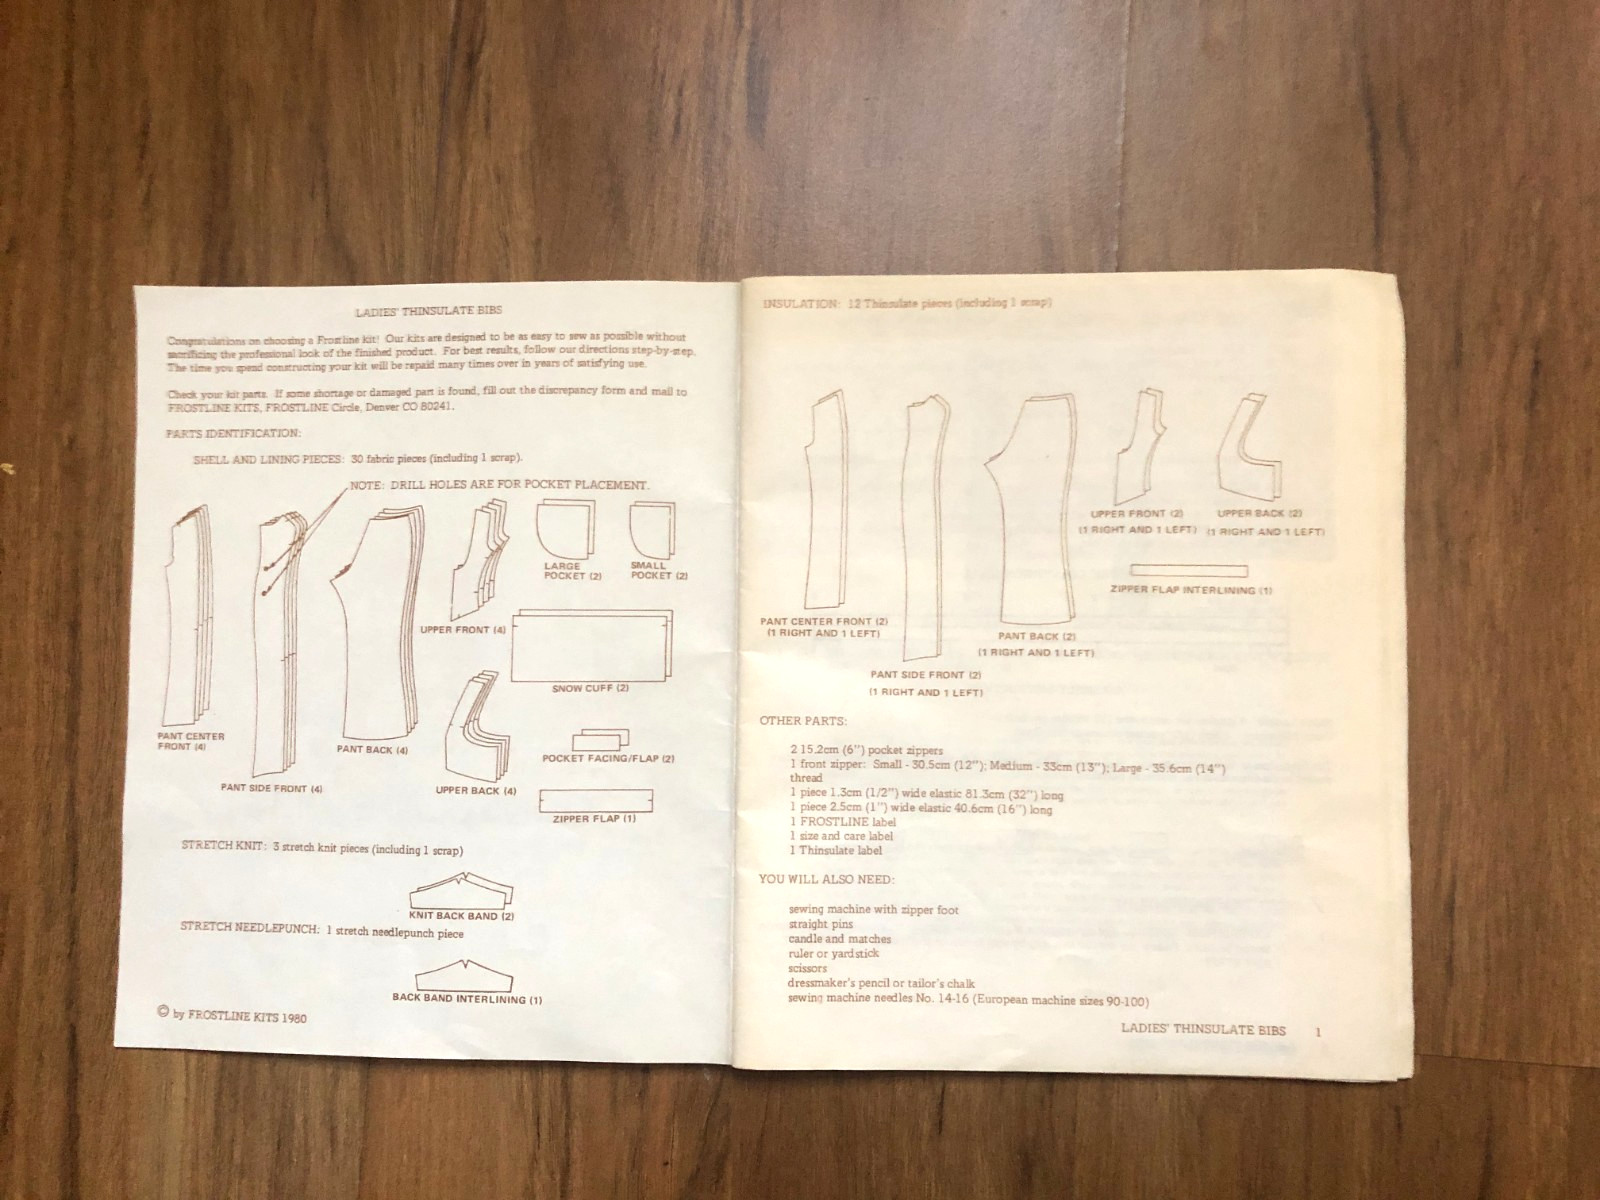 LADIES' THINSULATE BIBS
Congratulations on choosing a Frostline kit! Our kits are designed to be as easy to sew as possible without
sacrificing the professional look of the finished product. For best results, follow our directions step-by-step.
The time you spend constructing your kit will be repaid many times over in years of satisfying use.
Check your kit parts. If some shortage or damaged part is found, fill out the discrepancy form and mail to
FROSTLINE KITS, FROSTLINE Circle, Denver CO 80241.
PARTS IDENTIFICATION:
SHELL AND LINING PIECES: 30 fabric pieces (including 1 scrap).
NOTE: DRILL HOLES ARE FOR POCKET PLACEMENT.
LARGE
POCKET (2)
SMALL
POCKET (2)
UPPER FRONT (4)
SNOW CUFF (2)
PANT CENTER
FRONT (4)
PANT BACK (4)
POCKET FACING/FLAP (2)
PANT SIDE FRONT (4)
UPPER BACK (4)
ZIPPER FLAP (1)
STRETCH KNIT: 3 stretch knit pieces (including 1 scrap)
KNIT BACK BAND (2)
STRETCH NEEDLEPUNCH: 1 stretch needlepunch piece
BACK BAND INTERLINING (1)
© by FROSTLINE KITS 1980
INSULATION: 12 Thinsulate pieces (including 1 scrap)
UPPER FRONT (2)
(1 RIGHT AND 1 LEFT)
UPPER BACK (2)
(1 RIGHT AND 1 LEFT)
ZIPPER FLAP INTERLINING (1)
PANT CENTER FRONT (2)
(1 RIGHT AND 1 LEFT)
PANT BACK (2)
(1 RIGHT AND 1 LEFT)
PANT SIDE FRONT (2)
(1 RIGHT AND 1 LEFT)
OTHER PARTS:
2 15.2cm (6") pocket zippers
1 front zipper: Small - 30.5cm (12"); Medium - 33cm (13"); Large - 35.6cm (14")
thread
1 piece 1.3cm (1/2") wide elastic 81.3cm (32") long
1 piece 2.5cm (1") wide elastic 40.6cm (16") long
1 FROSTLINE label
1 size and care label
1 Thinsulate label
YOU WILL ALSO NEED:
sewing machine with zipper foot
straight pins
candle and matches
ruler or yardstick
scissors
dressmaker's pencil or tailor's chalk
sewing machine needles No. 14-16 (European machine sizes 90-100)
LADIES' THINSULATE BIBS 1